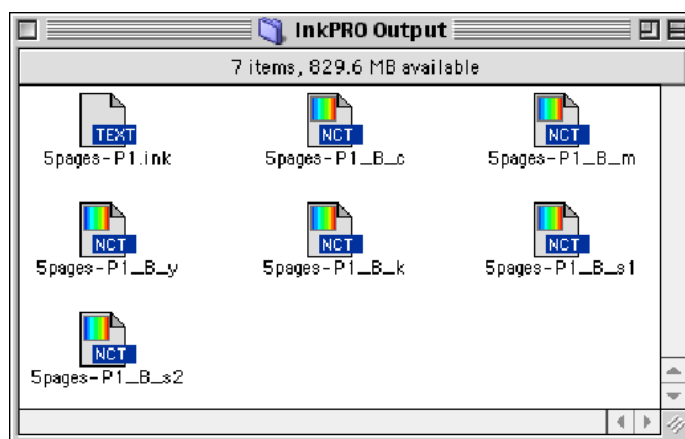 InkPRO Output
7 items, 829.6 MB available
TEXT NCT NCT
5pages-P1.ink 5pages-P1_B_c 5pages-P1_B_m
NCT NCT NCT
5pages-P1_B_y 5pages-P1_B_k 5pages-P1_B_s1
NCT
5pages-P1_B_s2